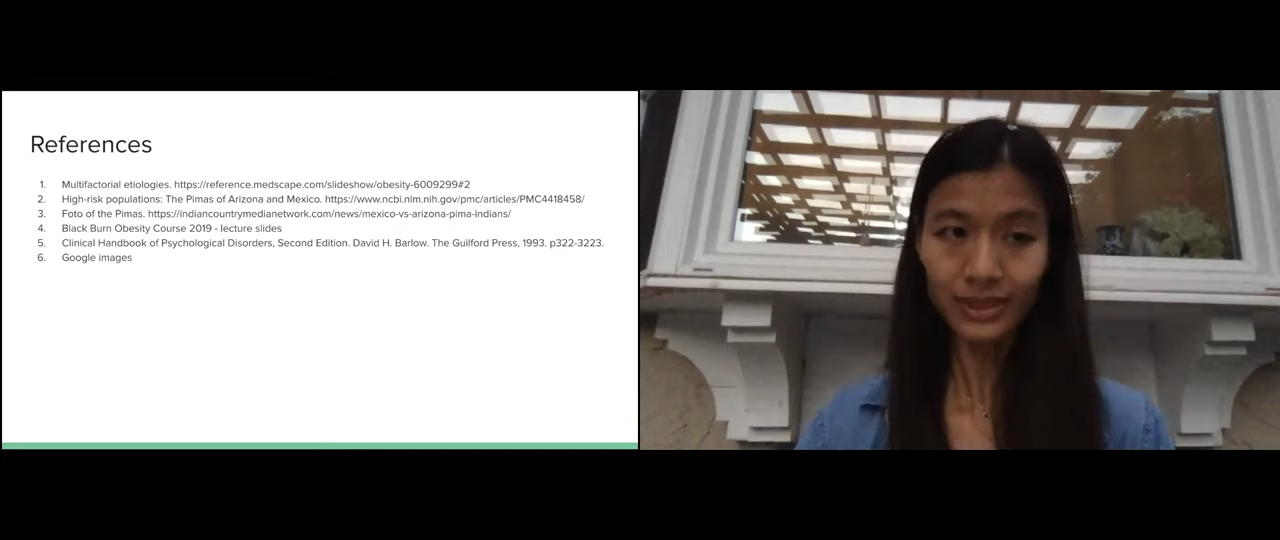 References
1. Multifactorial etiologies. https://reference.medscape.com/slideshow/obesity-6009299#2
2. High-risk populations: The Pimas of Arizona and Mexico. https://www.ncbi.nlm.nih.gov/pmc/articles/PMC4418458/
3. Foto of the Pimas. https://indiancountrymedianetwork.com/news/mexico-vs-arizona-pima-indians/
4. Black Burn Obesity Course 2019 - lecture slides
5. Clinical Handbook of Psychological Disorders, Second Edition. David H. Barlow. The Guilford Press, 1993. p322-3223.
6. Google images